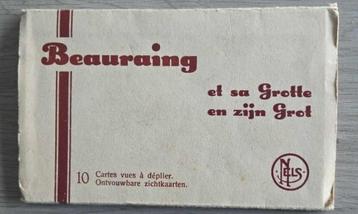 Beauraing
et sa Grotte
en zijn Grot
10 Cartes vues à déplier.
Ontvouwbare zichtkaarten.
NELS